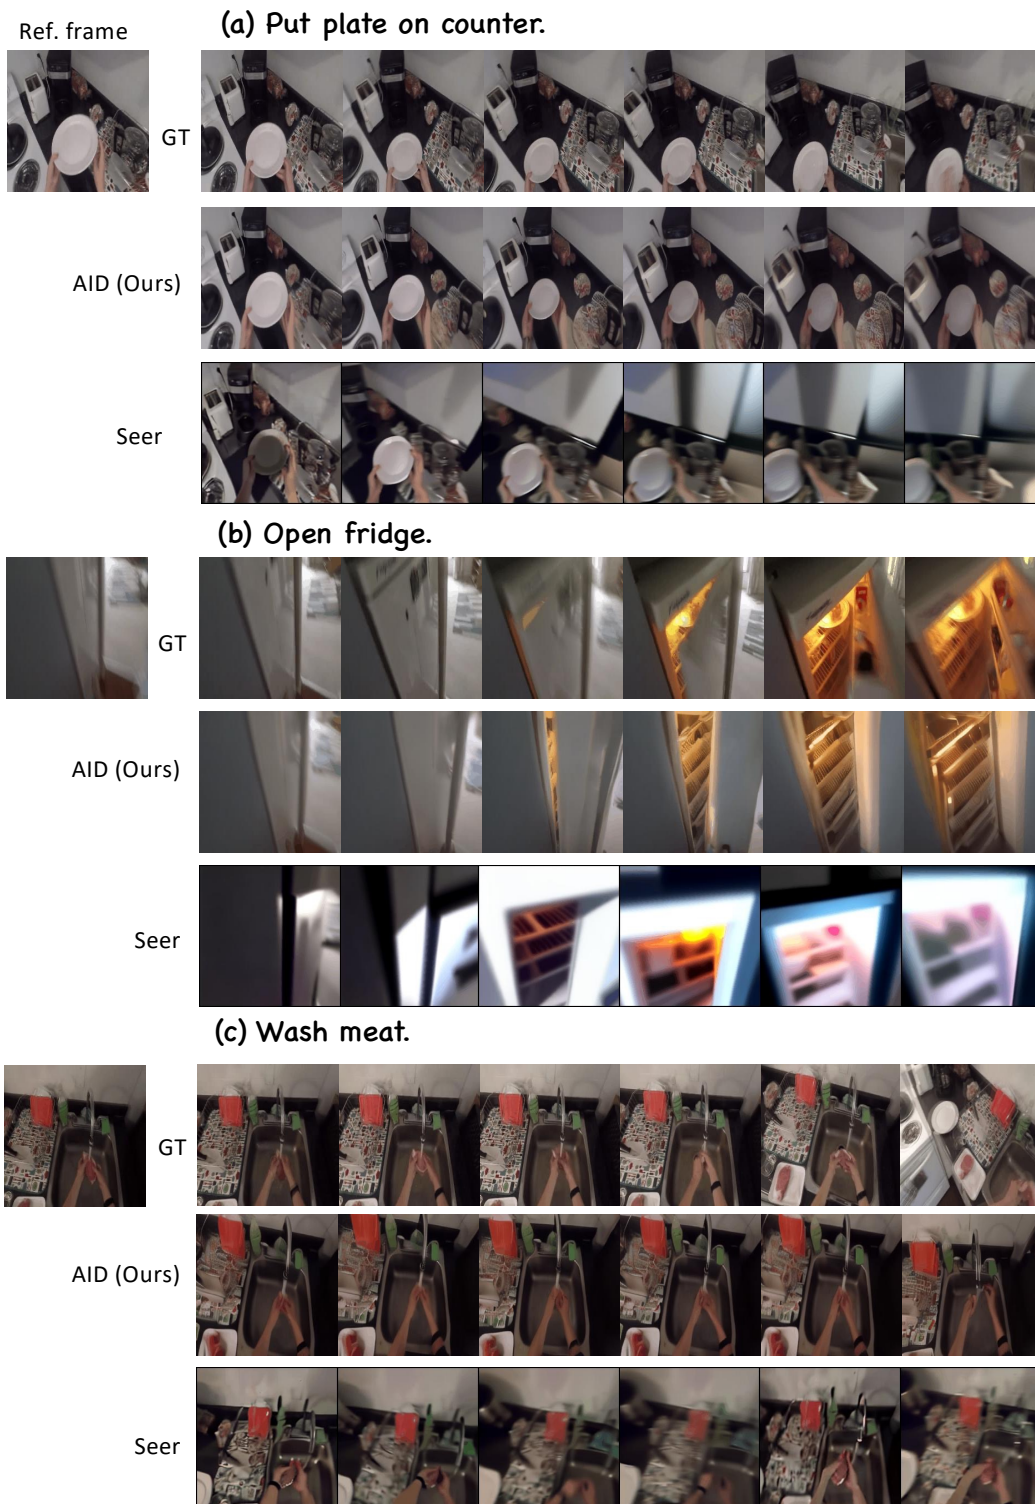 (a) Put plate on counter.
Ref. frame
GT
AID (Ours)
Seer
(b) Open fridge.
GT
AID (Ours)
Seer
(c) Wash meat.
GT
AID (Ours)
Seer